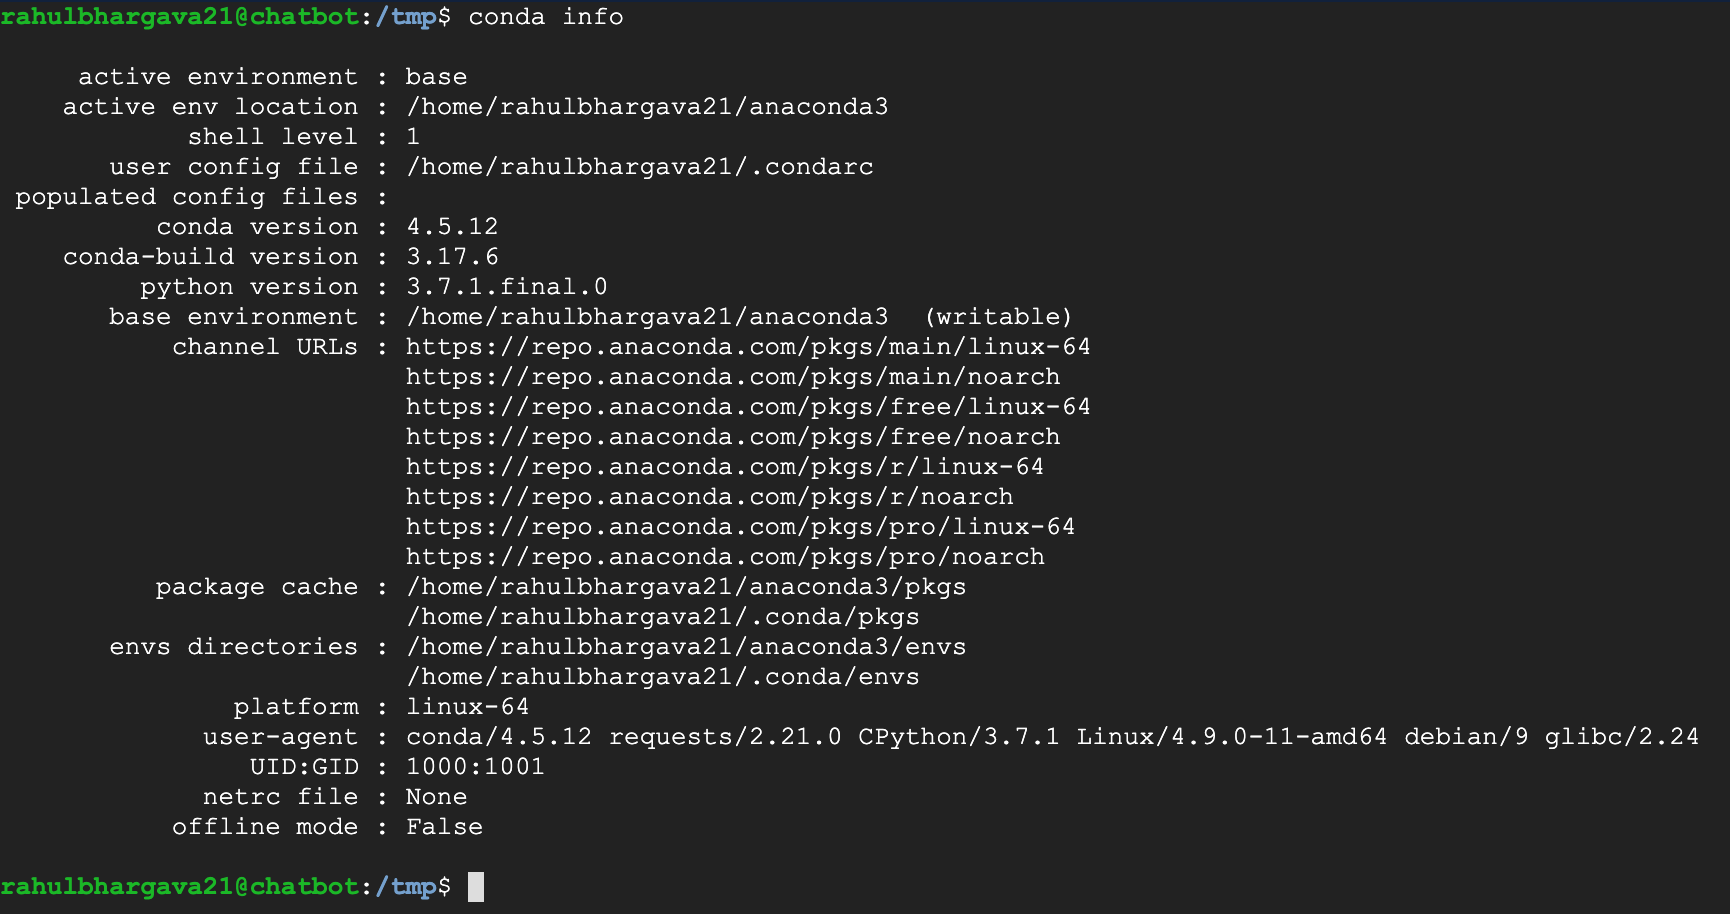 rahulbhargava21@chatbot:/tmp$ conda info
active environment : base
active env location : /home/rahulbhargava21/anaconda3
shell level : 1
user config file : /home/rahulbhargava21/.condarc
populated config files :
conda version : 4.5.12
conda-build version : 3.17.6
python version : 3.7.1.final.0
base environment : /home/rahulbhargava21/anaconda3  (writable)
channel URLs : https://repo.anaconda.com/pkgs/main/linux-64
https://repo.anaconda.com/pkgs/main/noarch
https://repo.anaconda.com/pkgs/free/linux-64
https://repo.anaconda.com/pkgs/free/noarch
https://repo.anaconda.com/pkgs/r/linux-64
https://repo.anaconda.com/pkgs/r/noarch
https://repo.anaconda.com/pkgs/pro/linux-64
https://repo.anaconda.com/pkgs/pro/noarch
package cache : /home/rahulbhargava21/anaconda3/pkgs
/home/rahulbhargava21/.conda/pkgs
envs directories : /home/rahulbhargava21/anaconda3/envs
/home/rahulbhargava21/.conda/envs
platform : linux-64
user-agent : conda/4.5.12 requests/2.21.0 CPython/3.7.1 Linux/4.9.0-11-amd64 debian/9 glibc/2.24
UID:GID : 1000:1001
netrc file : None
offline mode : False
rahulbhargava21@chatbot:/tmp$